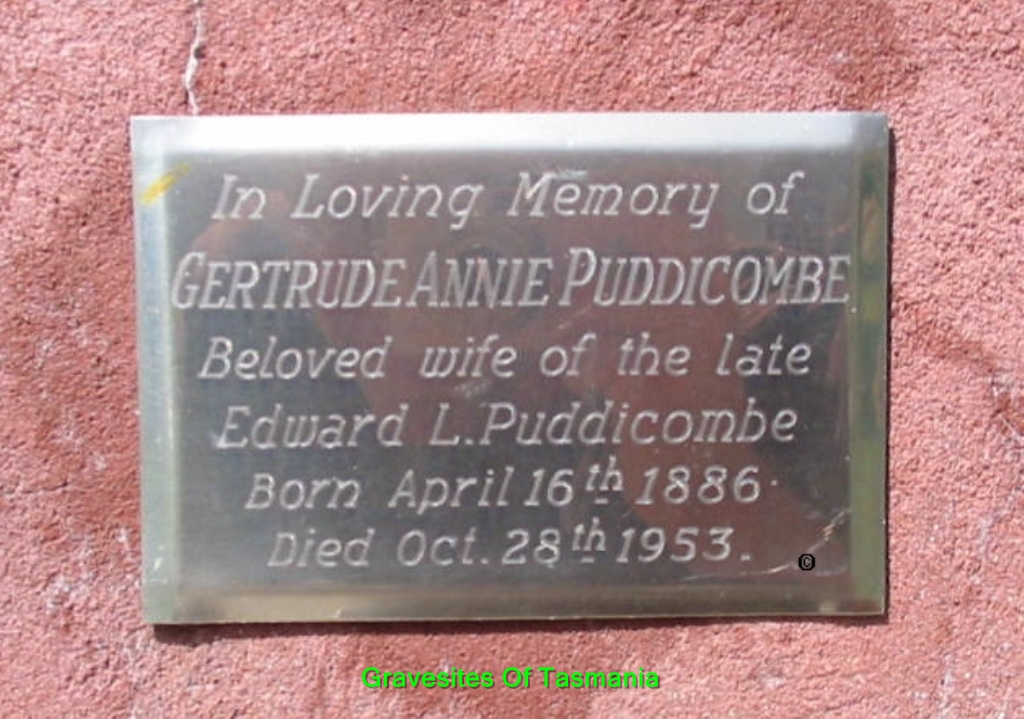 In Loving Memory of
GERTRUDE ANNIE PUDDICOMBE
Beloved wife of the late
Edward L. Puddicombe
Born April 16th 1886.
Died Oct. 28th 1953.
©
Gravesites Of Tasmania